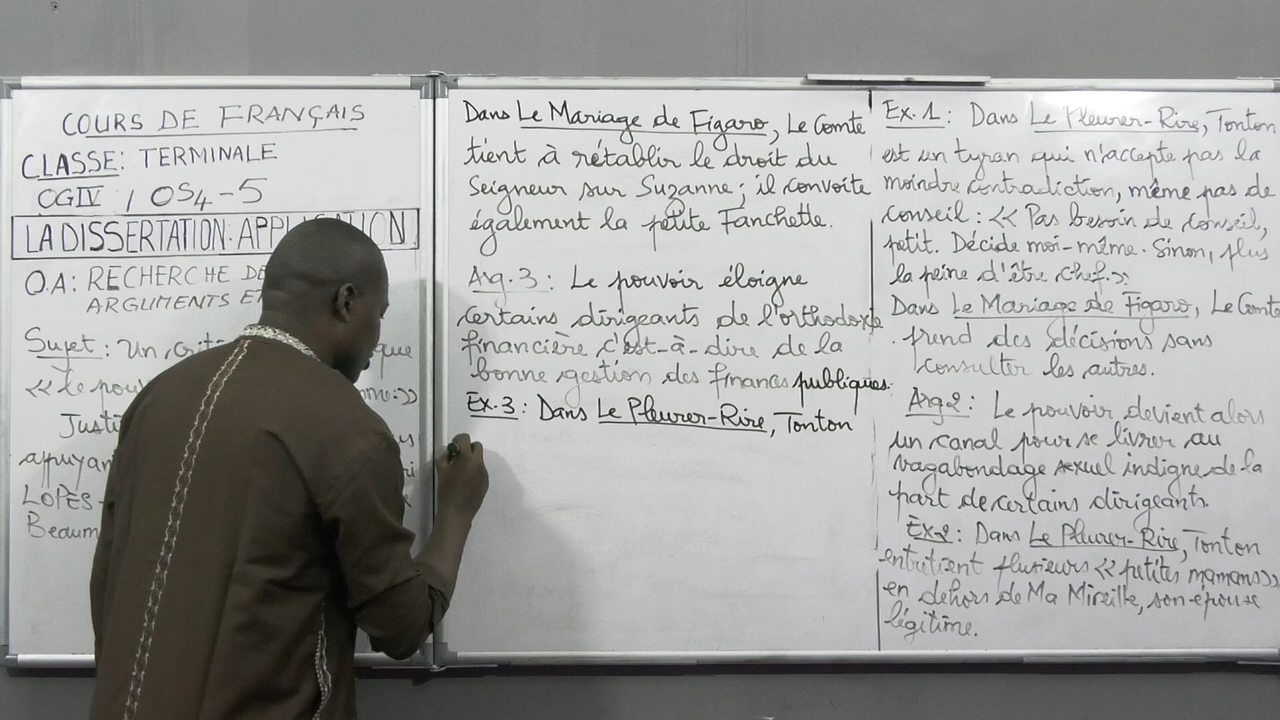 COURS DE FRANÇAIS
CLASSE: TERMINALE
OGIV / OS4-5
LA DISSERTATION: APPLICATION
O.A: RECHERCHE DE
ARGUMENTS ET
Sujet: Un que
<< le pou me.>>
Justi
appuyan
LOPÈS-
Beaum
Dans Le Mariage de Figaro, Le Comte
tient à rétablir le droit du
Seigneur sur Suzanne; il convoite
également la petite Fanchette.
Arg.3: Le pouvoir éloigne
certains dirigeants de l'orthodoxie
financière c'est-à-dire de la
bonne gestion des finances publiques.
Ex.3: Dans Le Pleurer-Rire, Tonton
Ex.1: Dans Le Pleurer-Rire, Tonton
est un tyran qui n'accepte pas la
moindre contradiction, même pas de
conseil: << Pas besoin de conseil,
petit. Décide moi-même. Sinon, plus
la peine d'être chef.>>
Dans Le Mariage de Figaro, Le Comte
prend des décisions sans
consulter les autres.
Arg2: Le pouvoir devient alors
un canal pour se livrer au
vagabondage sexuel indigne de la
part de certains dirigeants.
Ex-2: Dans Le Pleurer-Rire, Tonton
entretient plusieurs << petites mamans>>
en dehors de Ma Mireille, son épouse
légitime.